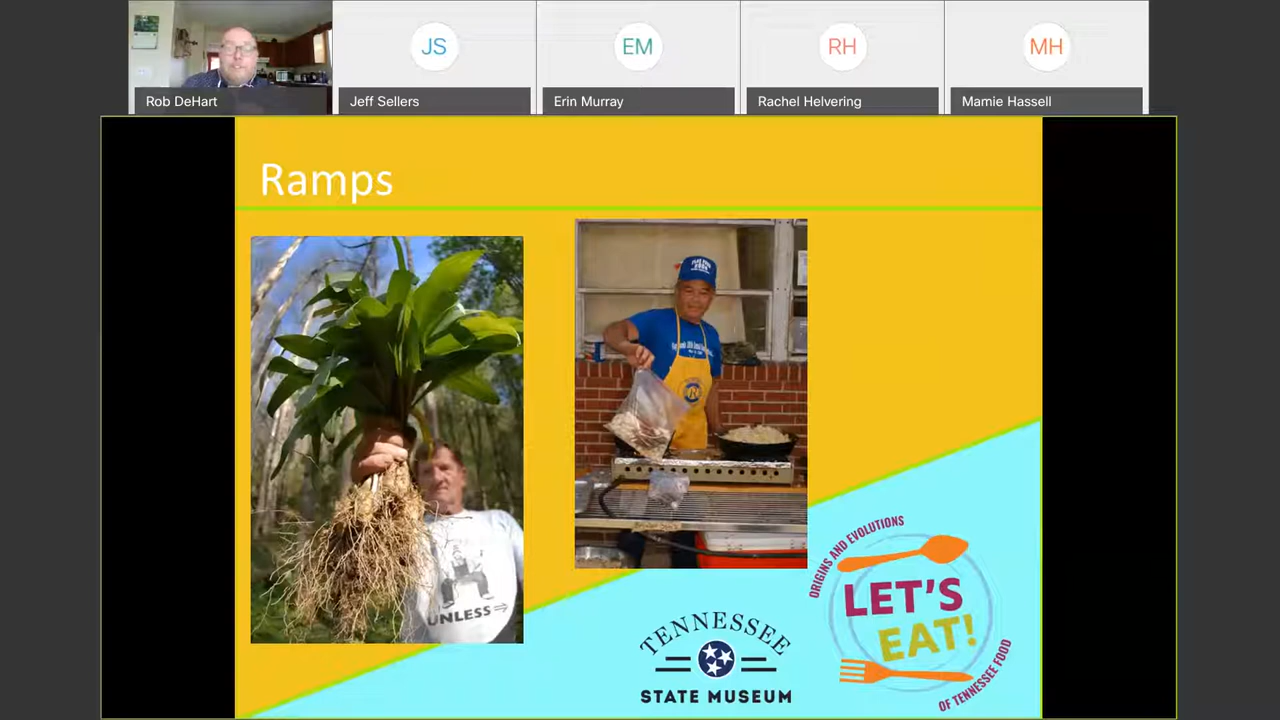 JS
EM
RH
MH
Rob DeHart
Jeff Sellers
Erin Murray
Rachel Helvering
Mamie Hassell
Ramps
UNLESS⇒
ORIGINS AND EVOLUTIONS
LET'S
EAT!
OF TENNESSEE FOOD
TENNESSEE
STATE MUSEUM